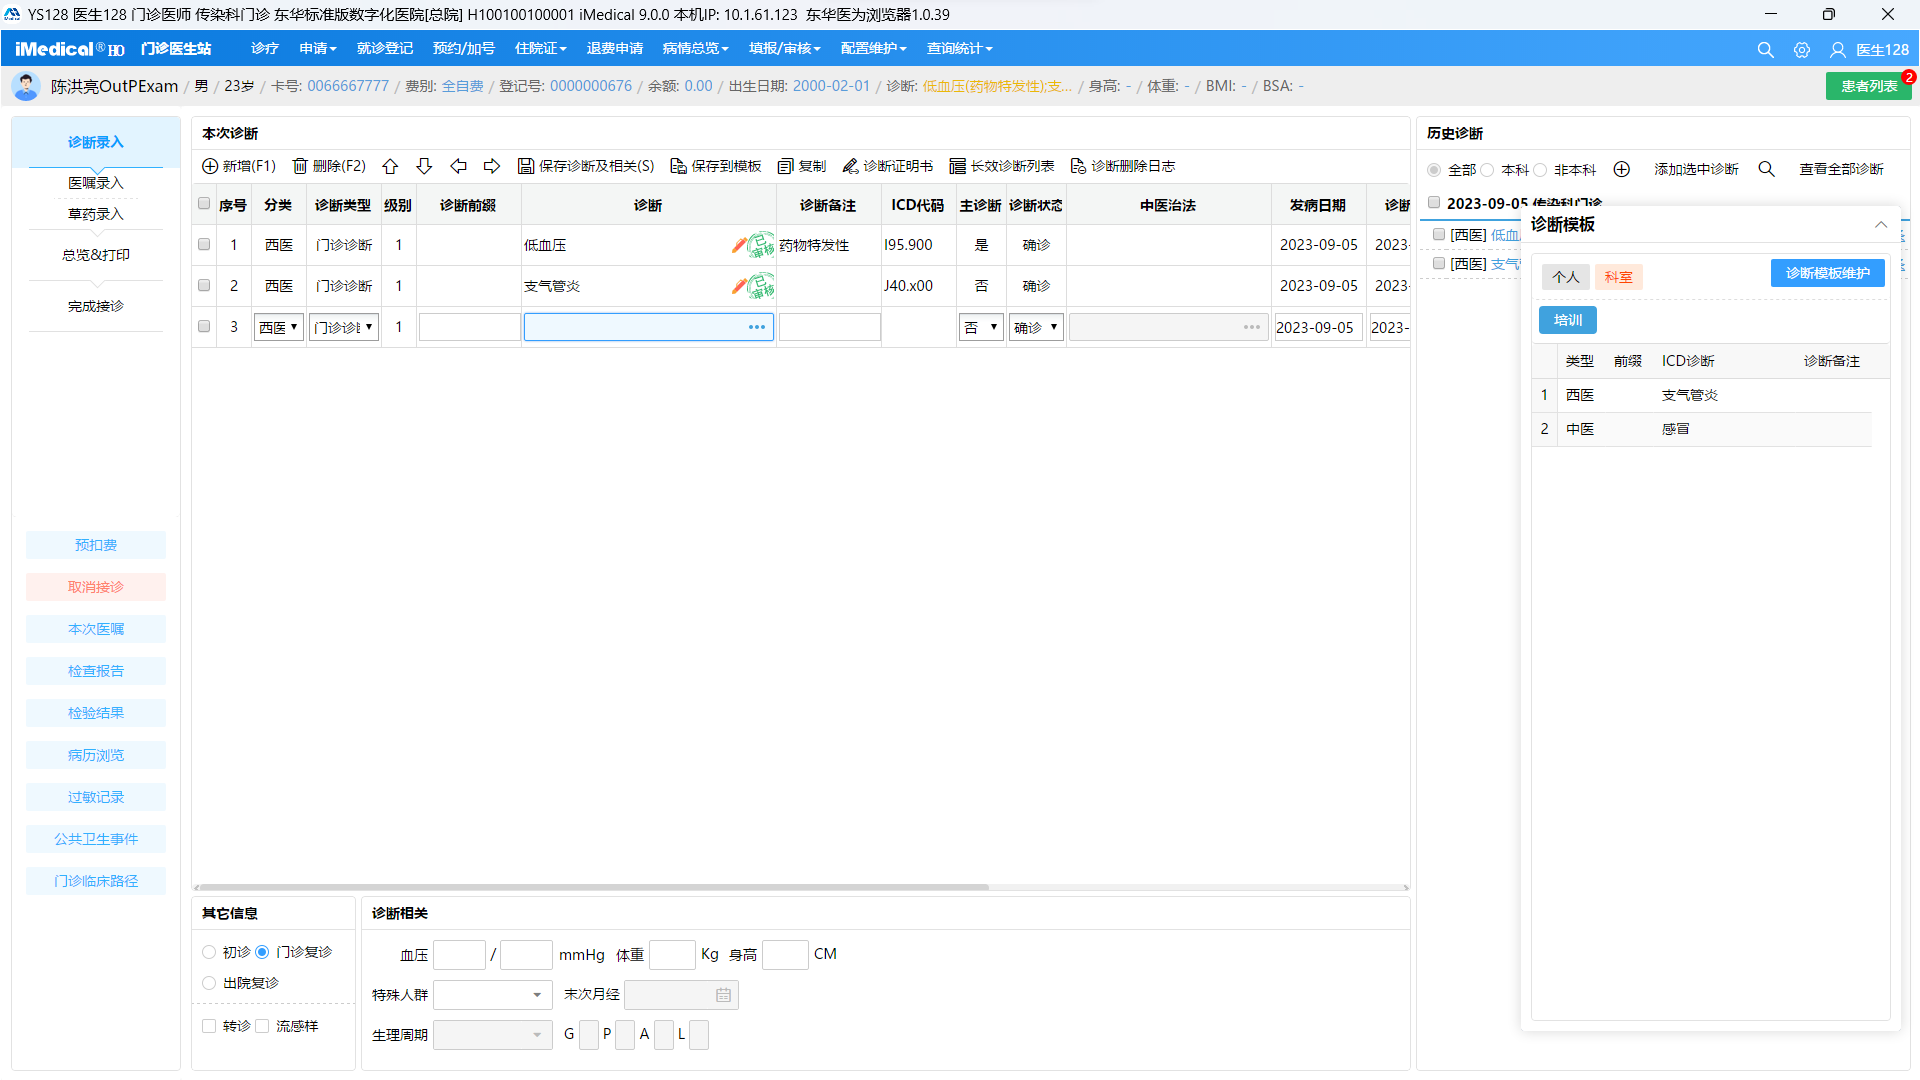 YS128 医生128 门诊医师 传染科门诊 东华标准版数字化医院[总院] H100100100001 iMedical 9.0.0 本机IP: 10.1.61.123 东华医为浏览器1.0.39
iMedical® HO 门诊医生站 诊疗 申请 就诊登记 预约/加号 住院证 退费申请 病情总览 填报/审核 配置维护 查询统计 医生128
陈洪亮OutPExam / 男 / 23岁 / 卡号: 0066667777 / 费别: 全自费 / 登记号: 0000000676 / 余额: 0.00 / 出生日期: 2000-02-01 / 诊断: 低血压(药物特发性);支... / 身高: - / 体重: - / BMI: - / BSA: - 患者列表 2
诊断录入
医嘱录入
草药录入
总览&打印
完成接诊
预扣费
取消接诊
本次医嘱
检查报告
检验结果
病历浏览
过敏记录
公共卫生事件
门诊临床路径
本次诊断
新增(F1) 删除(F2) 保存诊断及相关(S) 保存到模板 复制 诊断证明书 长效诊断列表 诊断删除日志
序号 分类 诊断类型 级别 诊断前缀 诊断 诊断备注 ICD代码 主诊断 诊断状态 中医治法 发病日期 诊断
1 西医 门诊诊断 1 低血压 已审核 药物特发性 I95.900 是 确诊 2023-09-05 2023-
2 西医 门诊诊断 1 支气管炎 已审核 J40.x00 否 确诊 2023-09-05 2023-
3 西医 门诊诊 1 否 确诊 2023-09-05 2023-
其它信息
初诊 门诊复诊
出院复诊
转诊 流感样
诊断相关
血压 / mmHg 体重 Kg 身高 CM
特殊人群 末次月经
生理周期 G P A L
历史诊断
全部 本科 非本科 添加选中诊断 查看全部诊断
2023-09-05 传染科门诊
[西医] 低血
[西医] 支气
诊断模板
个人 科室 诊断模板维护
培训
类型 前缀 ICD诊断 诊断备注
1 西医 支气管炎
2 中医 感冒